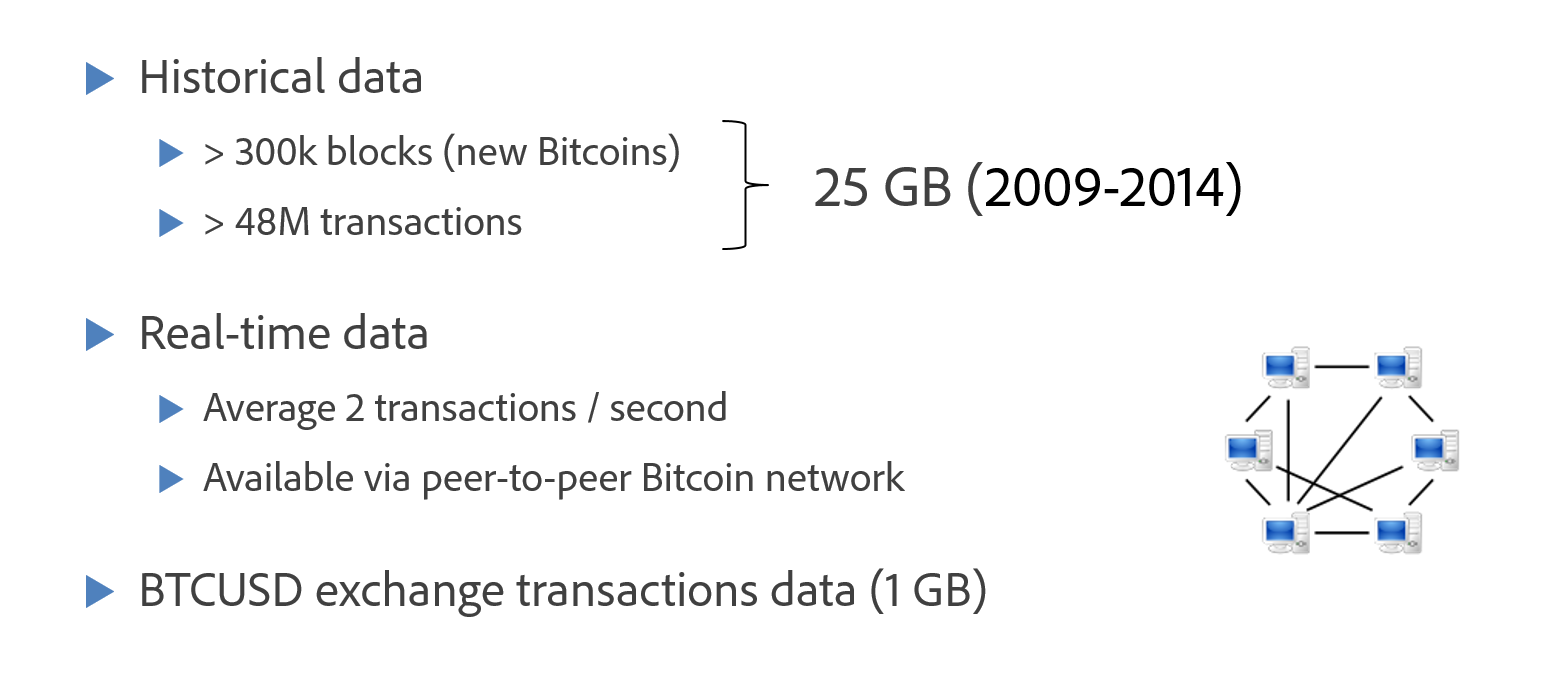 Historical data
> 300k blocks (new Bitcoins)
> 48M transactions
25 GB (2009-2014)
Real-time data
Average 2 transactions / second
Available via peer-to-peer Bitcoin network
BTCUSD exchange transactions data (1 GB)